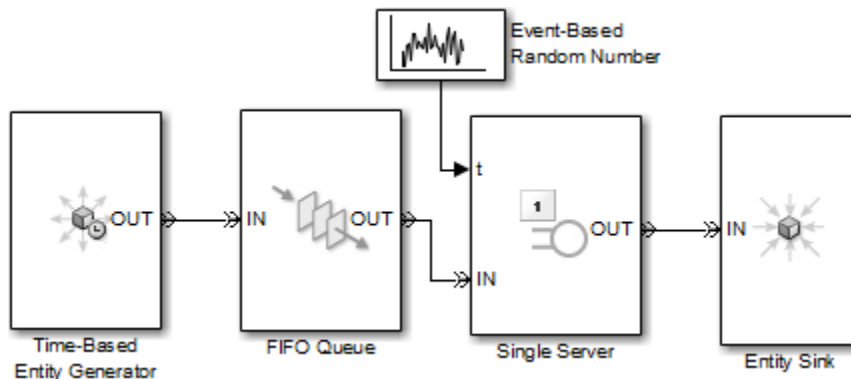 Event-Based
Random Number
t
1
OUT
IN
OUT
IN
OUT
IN
Time-Based
Entity Generator
FIFO Queue
Single Server
Entity Sink